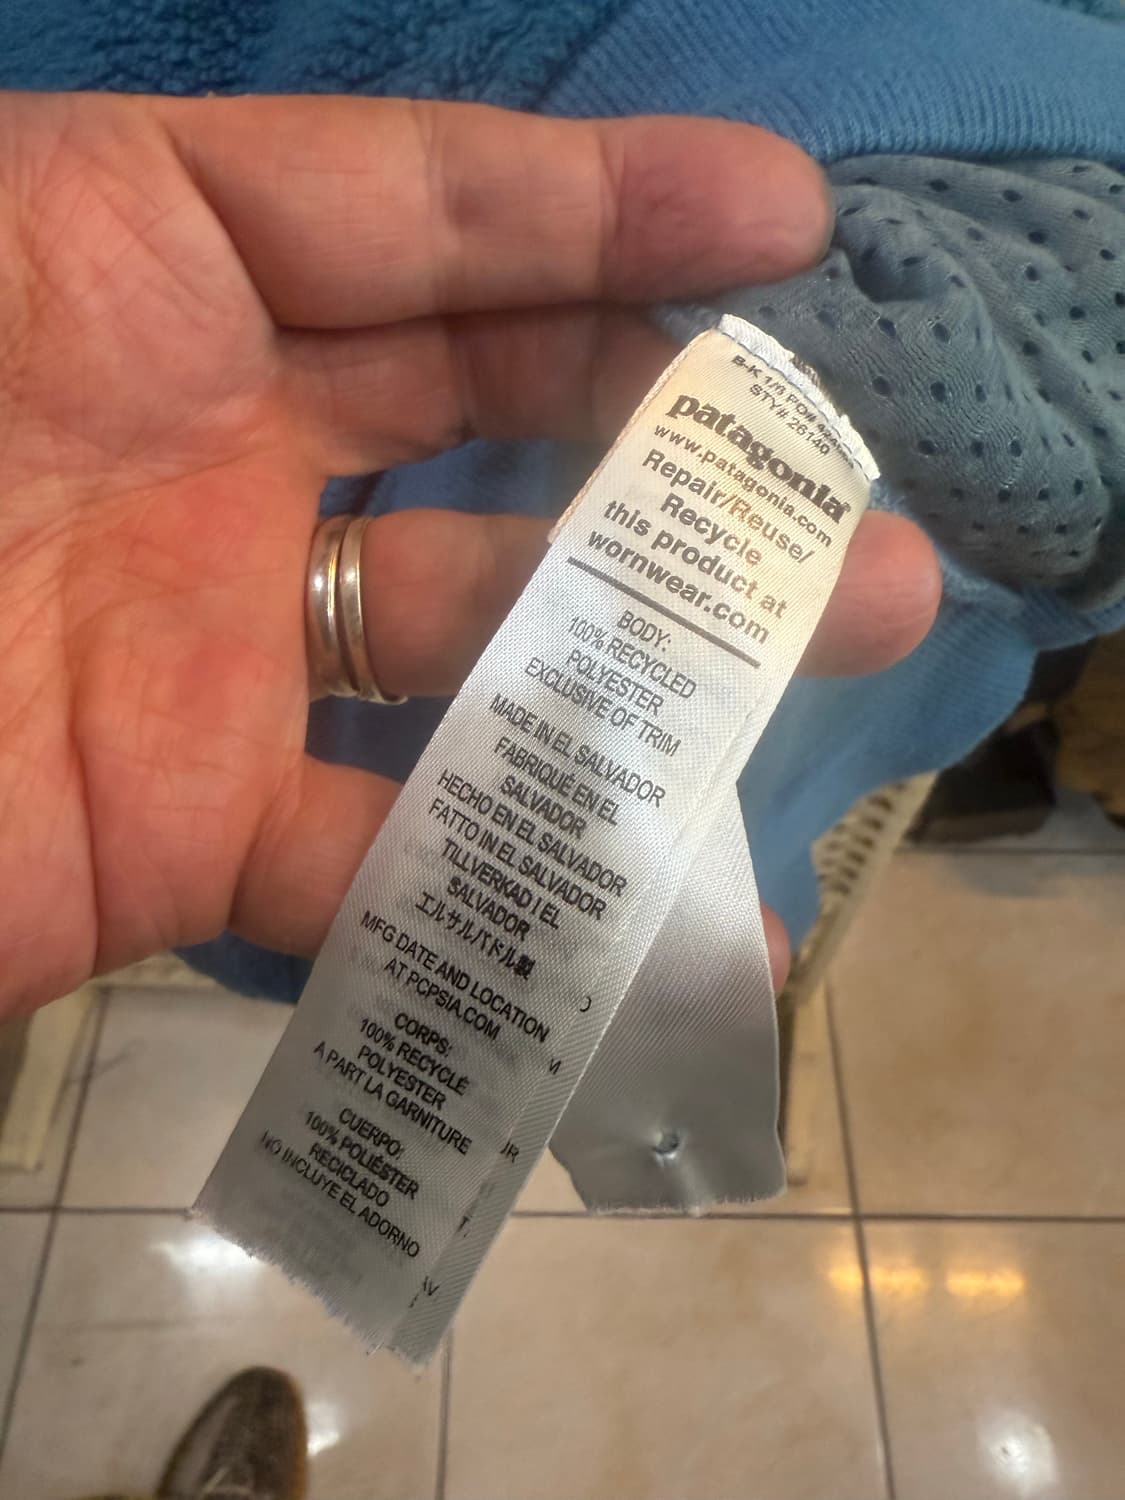 STY# 26140
patagonia®
www.patagonia.com
Repair/Reuse/
Recycle
this product at
wornwear.com
BODY:
100% RECYCLED
POLYESTER
EXCLUSIVE OF TRIM
MADE IN EL SALVADOR
FABRIQUÉ EN EL
SALVADOR
HECHO EN EL SALVADOR
FATTO IN EL SALVADOR
TILLVERKAD I EL
SALVADOR
エルサルバドル製
MFG DATE AND LOCATION
AT PCPSIA.COM
CORPS:
100% RECYCLÉ
POLYESTER
A PART LA GARNITURE
CUERPO:
100% POLIÉSTER
RECICLADO
NO INCLUYE EL ADORNO